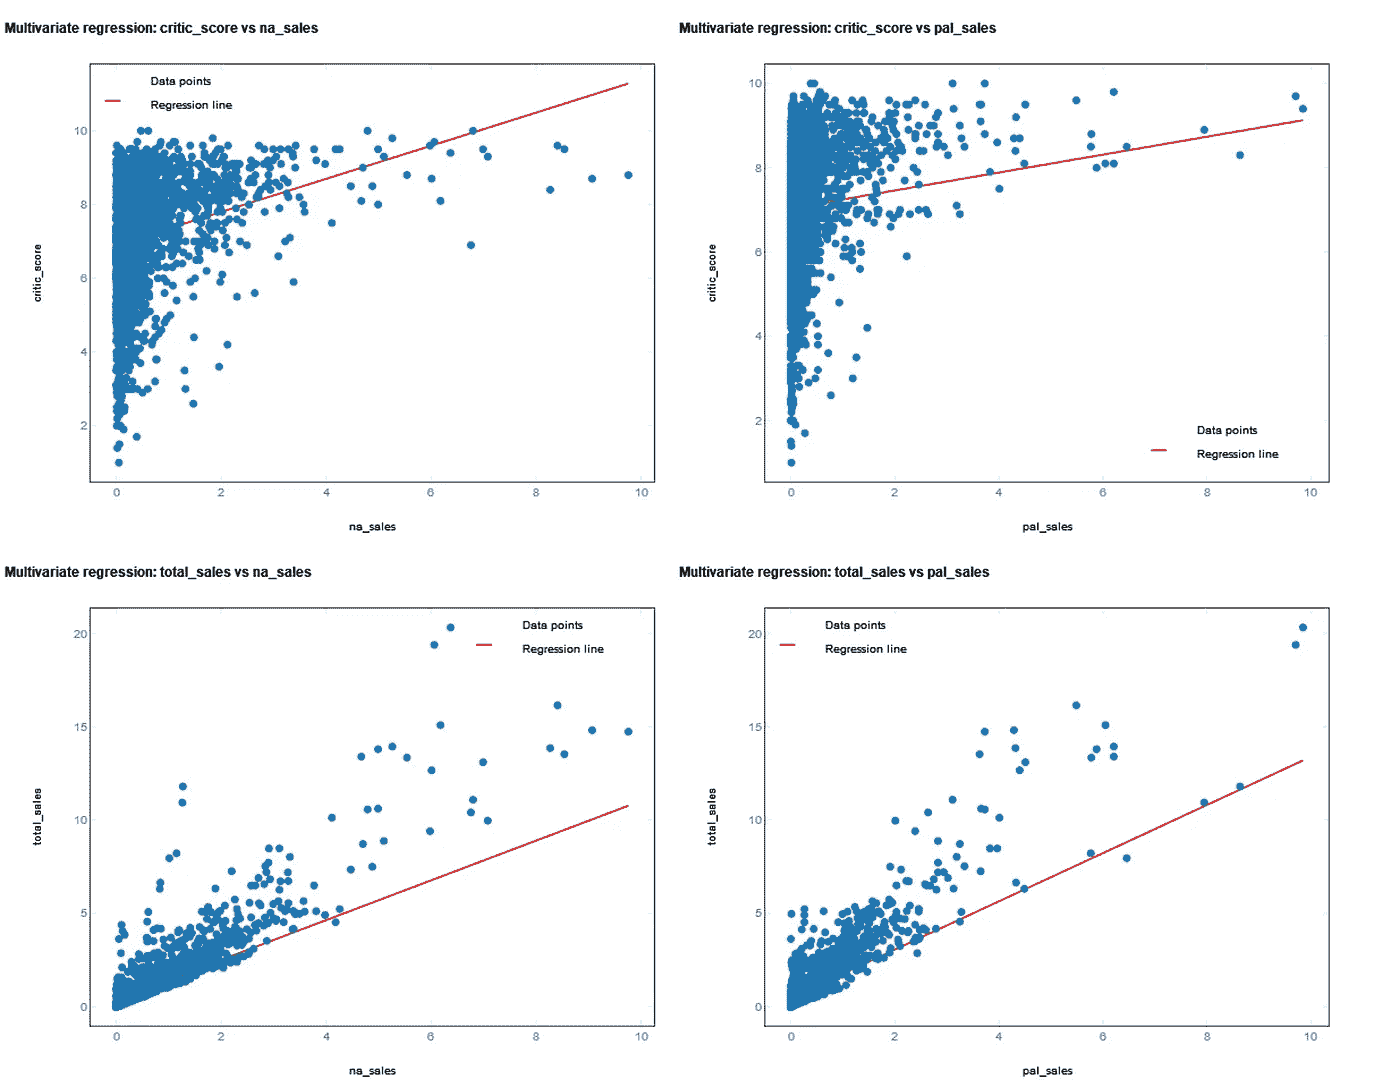 Multivariate regression: critic_score vs na_sales
Data points
Regression line
10
8
6
4
2
critic_score
0 2 4 6 8 10
na_sales
Multivariate regression: critic_score vs pal_sales
10
8
6
4
2
critic_score
Data points
Regression line
0 2 4 6 8 10
pal_sales
Multivariate regression: total_sales vs na_sales
Data points
Regression line
20
15
10
5
0
total_sales
0 2 4 6 8 10
na_sales
Multivariate regression: total_sales vs pal_sales
Data points
Regression line
20
15
10
5
0
total_sales
0 2 4 6 8 10
pal_sales